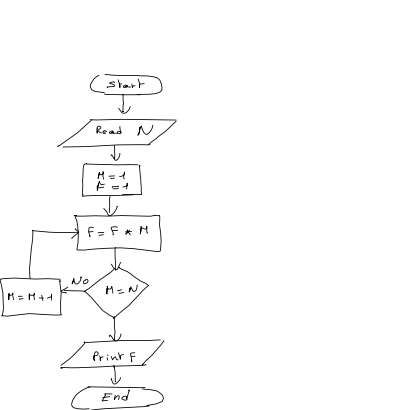 Start
Read N
M=1
F=1
F=F * M
No
M=N
M=M+1
Print F
End